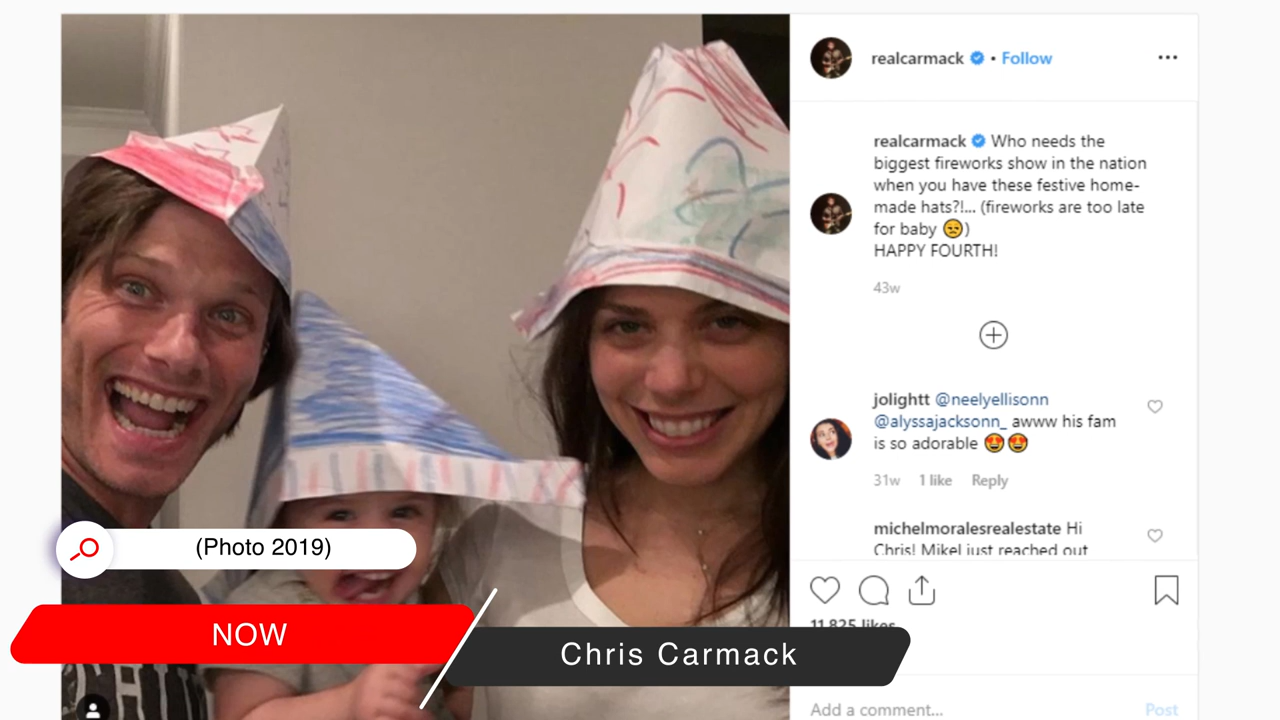 realcarmack • Follow
realcarmack Who needs the
biggest fireworks show in the nation
when you have these festive home-
made hats?!... (fireworks are too late
for baby 😒)
HAPPY FOURTH!
43w
jolightt @neelyellisonn
@alyssajacksonn_ awww his fam
is so adorable 😍😍
31w 1 like Reply
michelmoralesrealestate Hi
Chris! Mikel just reached out
11,825 likes
Add a comment... Post
(Photo 2019)
NOW
Chris Carmack